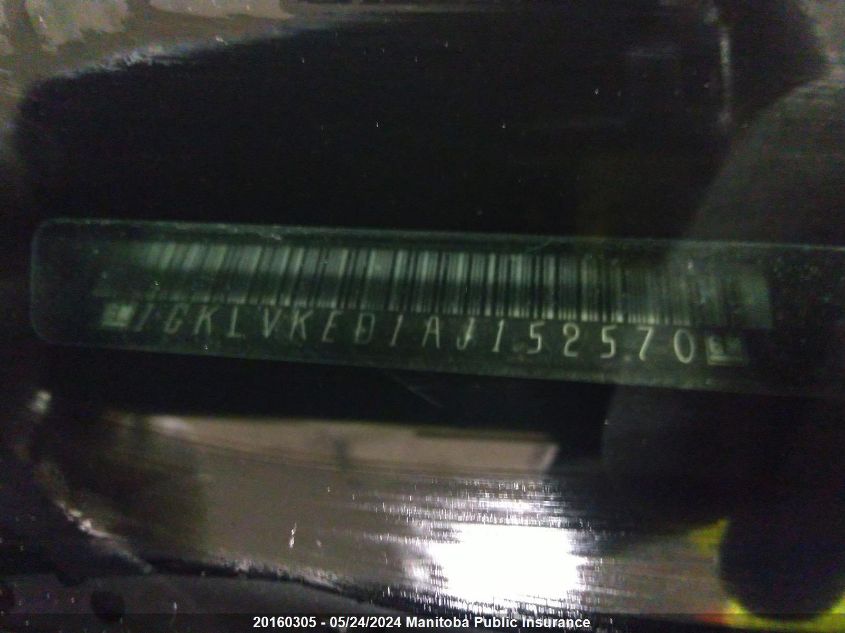 1GKLVKED1AJ152570
20160305 - 05/24/2024 Manitoba Public Insurance